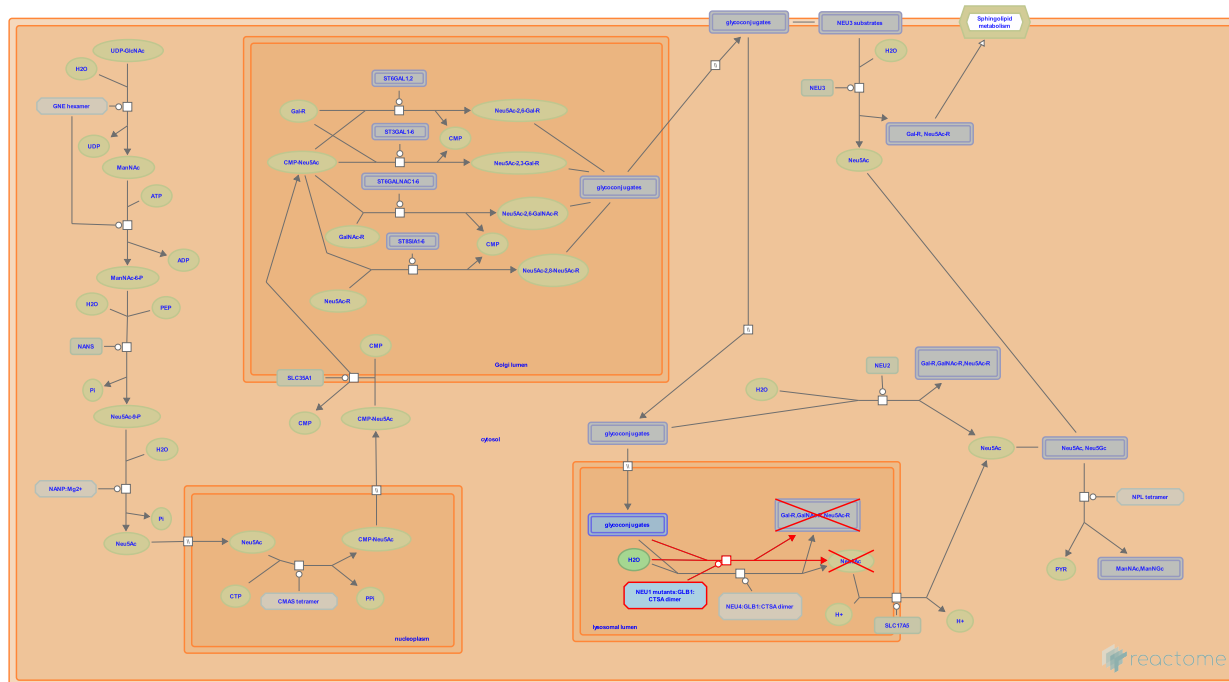 glycoconjugates
NEU3 substrates
Sphingolipid
metabolism
UDP-GlcNAc
H2O
GNE hexamer
UDP
ManNAc
ATP
ADP
ManNAc-6-P
H2O
PEP
NANS
Pi
Neu5Ac-9-P
H2O
NANP:Mg2+
Pi
Neu5Ac
ST6GAL1,2
Gal-R
Neu5Ac-2,6-Gal-R
ST3GAL1-6
CMP
CMP-Neu5Ac
Neu5Ac-2,3-Gal-R
ST6GALNAC1-6
glycoconjugates
Neu5Ac-2,6-GalNAc-R
GalNAc-R
ST8SIA1-6
CMP
Neu5Ac-2,8-Neu5Ac-R
Neu5Ac-R
CMP
Golgi lumen
SLC35A1
CMP
CMP-Neu5Ac
cytosol
H2O
NEU3
Gal-R, Neu5Ac-R
Neu5Ac
NEU2
Gal-R,GalNAc-R,Neu5Ac-R
H2O
glycoconjugates
Neu5Ac
Neu5Ac, Neu5Gc
NPL tetramer
PYR
ManNAc,ManNGc
Neu5Ac
CMP-Neu5Ac
CTP
CMAS tetramer
PPi
nucleoplasm
glycoconjugates
Gal-R,GalNAc-R,Neu5Ac-R
H2O
Neu5Ac
NEU1 mutants:GLB1:
CTSA dimer
NEU4:GLB1:CTSA dimer
H+
SLC17A5
H+
lysosomal lumen
reactome